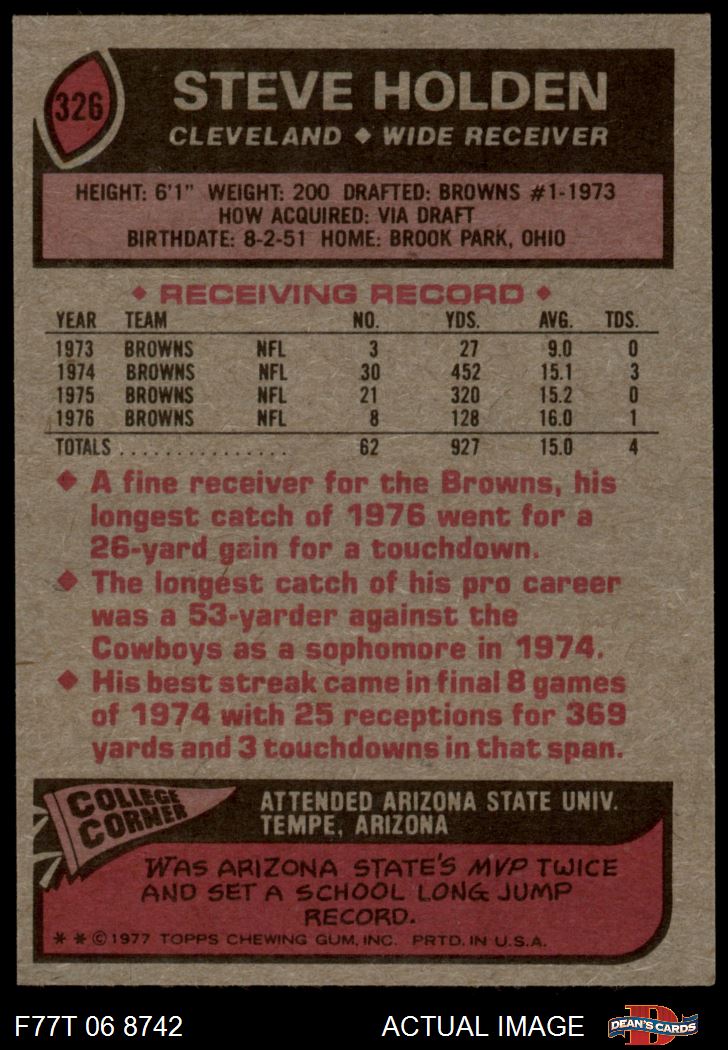 326
STEVE HOLDEN
CLEVELAND ◆ WIDE RECEIVER
HEIGHT: 6'1" WEIGHT: 200 DRAFTED: BROWNS #1-1973
HOW ACQUIRED: VIA DRAFT
BIRTHDATE: 8-2-51 HOME: BROOK PARK, OHIO
◆ RECEIVING RECORD ◆
YEAR TEAM NO. YDS. AVG. TDS.
1973 BROWNS NFL 3 27 9.0 0
1974 BROWNS NFL 30 452 15.1 3
1975 BROWNS NFL 21 320 15.2 0
1976 BROWNS NFL 8 128 16.0 1
TOTALS . . . . . . . . . . . . . . . 62 927 15.0 4
◆ A fine receiver for the Browns, his
longest catch of 1976 went for a
26-yard gain for a touchdown.
◆ The longest catch of his pro career
was a 53-yarder against the
Cowboys as a sophomore in 1974.
◆ His best streak came in final 8 games
of 1974 with 25 receptions for 369
yards and 3 touchdowns in that span.
COLLEGE
CORNER
ATTENDED ARIZONA STATE UNIV.
TEMPE, ARIZONA
WAS ARIZONA STATE'S MVP TWICE
AND SET A SCHOOL LONG JUMP
RECORD.
* * © 1977 TOPPS CHEWING GUM, INC. PRTD. IN U.S.A.
F77T 06 8742 ACTUAL IMAGE
D
DEAN'S CARDS